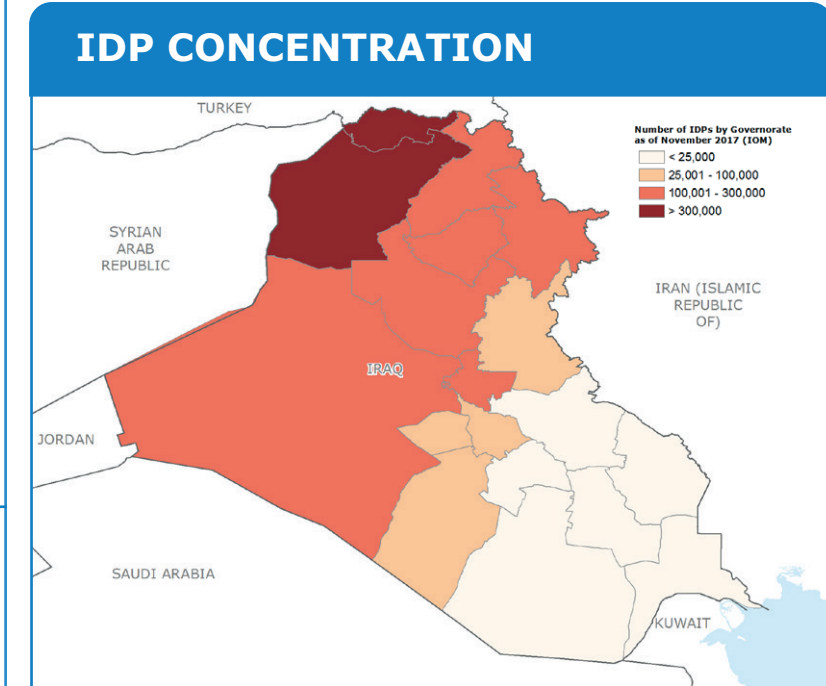 IDP CONCENTRATION
TURKEY
Number of IDPs by Governorate
as of November 2017 (IOM)
< 25,000
25,001 - 100,000
100,001 - 300,000
> 300,000
SYRIAN
ARAB
REPUBLIC
IRAN (ISLAMIC
REPUBLIC
OF)
IRAQ
JORDAN
SAUDI ARABIA
KUWAIT